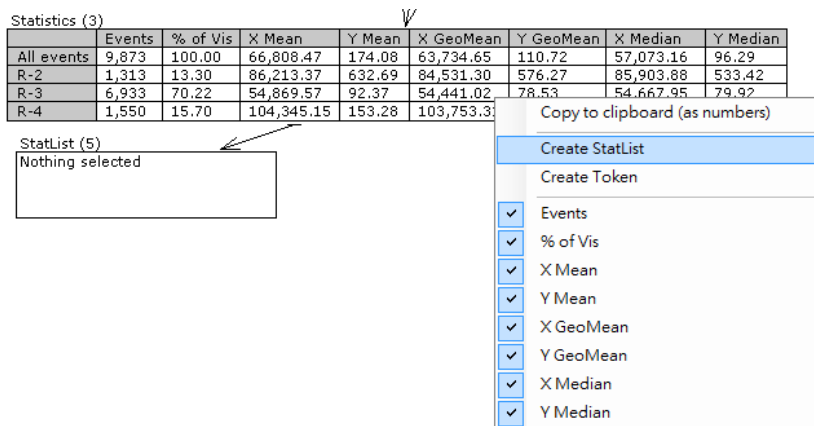 Statistics (3)
Events % of Vis X Mean Y Mean X GeoMean Y GeoMean X Median Y Median
All events 9,873 100.00 66,808.47 174.08 63,734.65 110.72 57,073.16 96.29
R-2 1,313 13.30 86,213.37 632.69 84,531.30 576.27 85,903.88 533.42
R-3 6,933 70.22 54,869.57 92.37 54,441.02 78.53 54,667.95 79.92
R-4 1,550 15.70 104,345.15 153.28
StatList (5)
Nothing selected
Copy to clipboard (as numbers)
Create StatList
Create Token
Events
% of Vis
X Mean
Y Mean
X GeoMean
Y GeoMean
X Median
Y Median